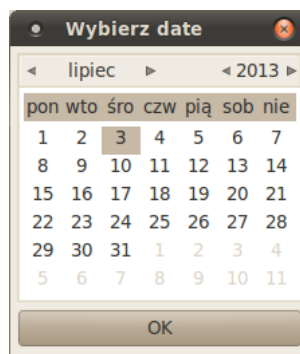 Wybierz date
lipiec 2013
pon wto śro czw pią sob nie
1 2 3 4 5 6 7
8 9 10 11 12 13 14
15 16 17 18 19 20 21
22 23 24 25 26 27 28
29 30 31 1 2 3 4
5 6 7 8 9 10 11
OK